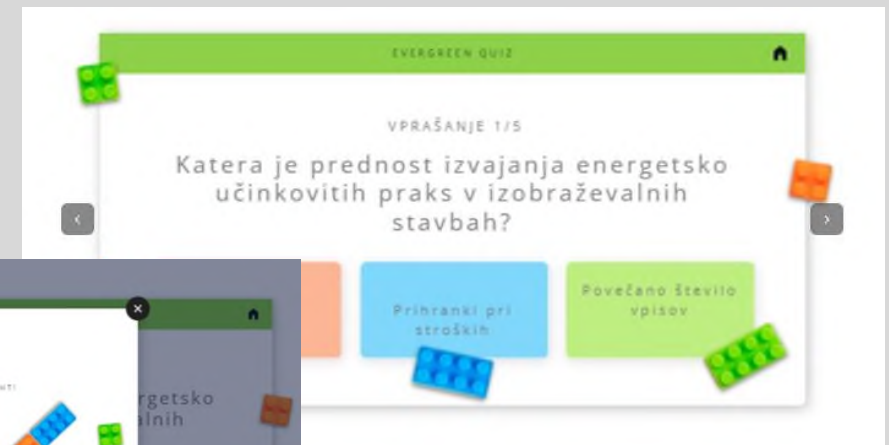 EVERGREEN QUIZ
VPRAŠANJE 1/5
Katera je prednost izvajanja energetsko
učinkovitih praks v izobraževalnih
stavbah?
Prihranki pri
stroških
Povečano število
vpisov
rgetsko
alnih